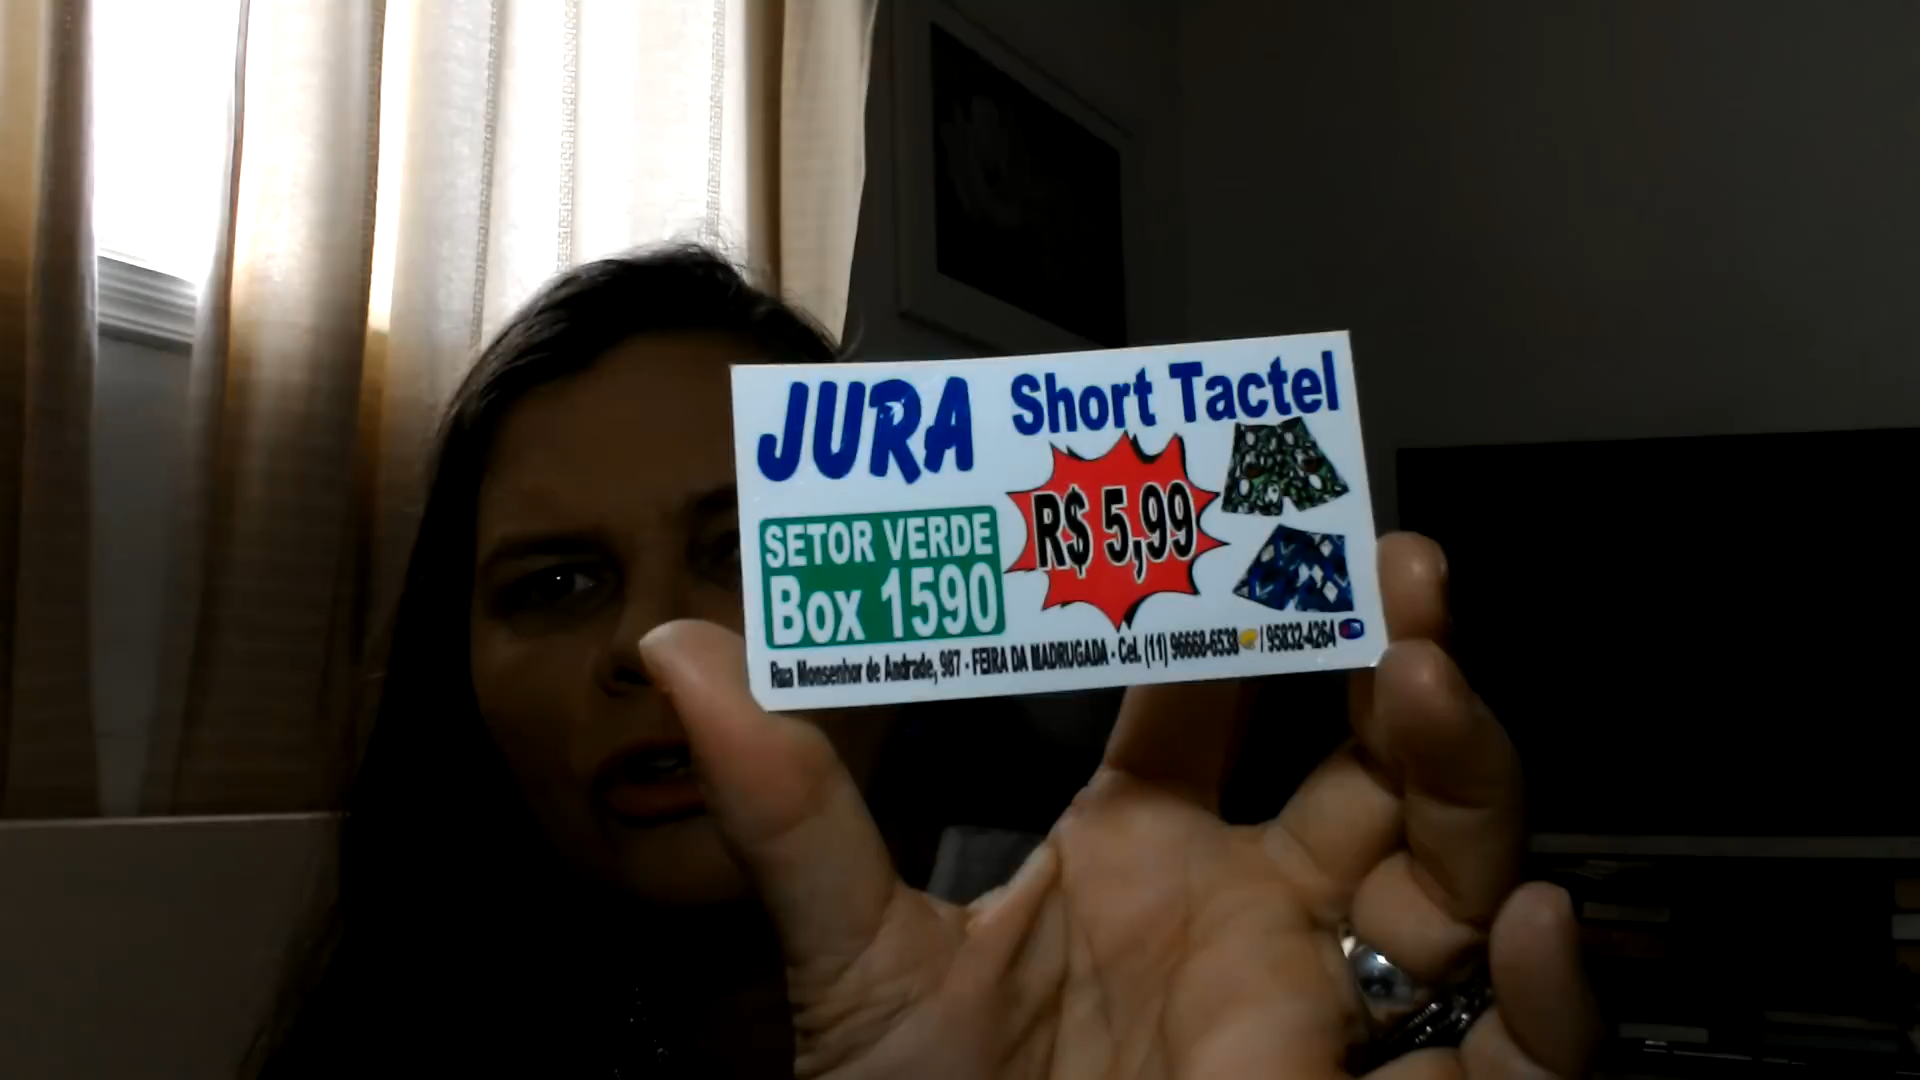 JURA Short Tactel
R$ 5,99
SETOR VERDE
Box 1590
Rua Monsenhor de Andrade, 987 - FEIRA DA MADRUGADA - Cel. (11) 96668-6538 / 95832-4264